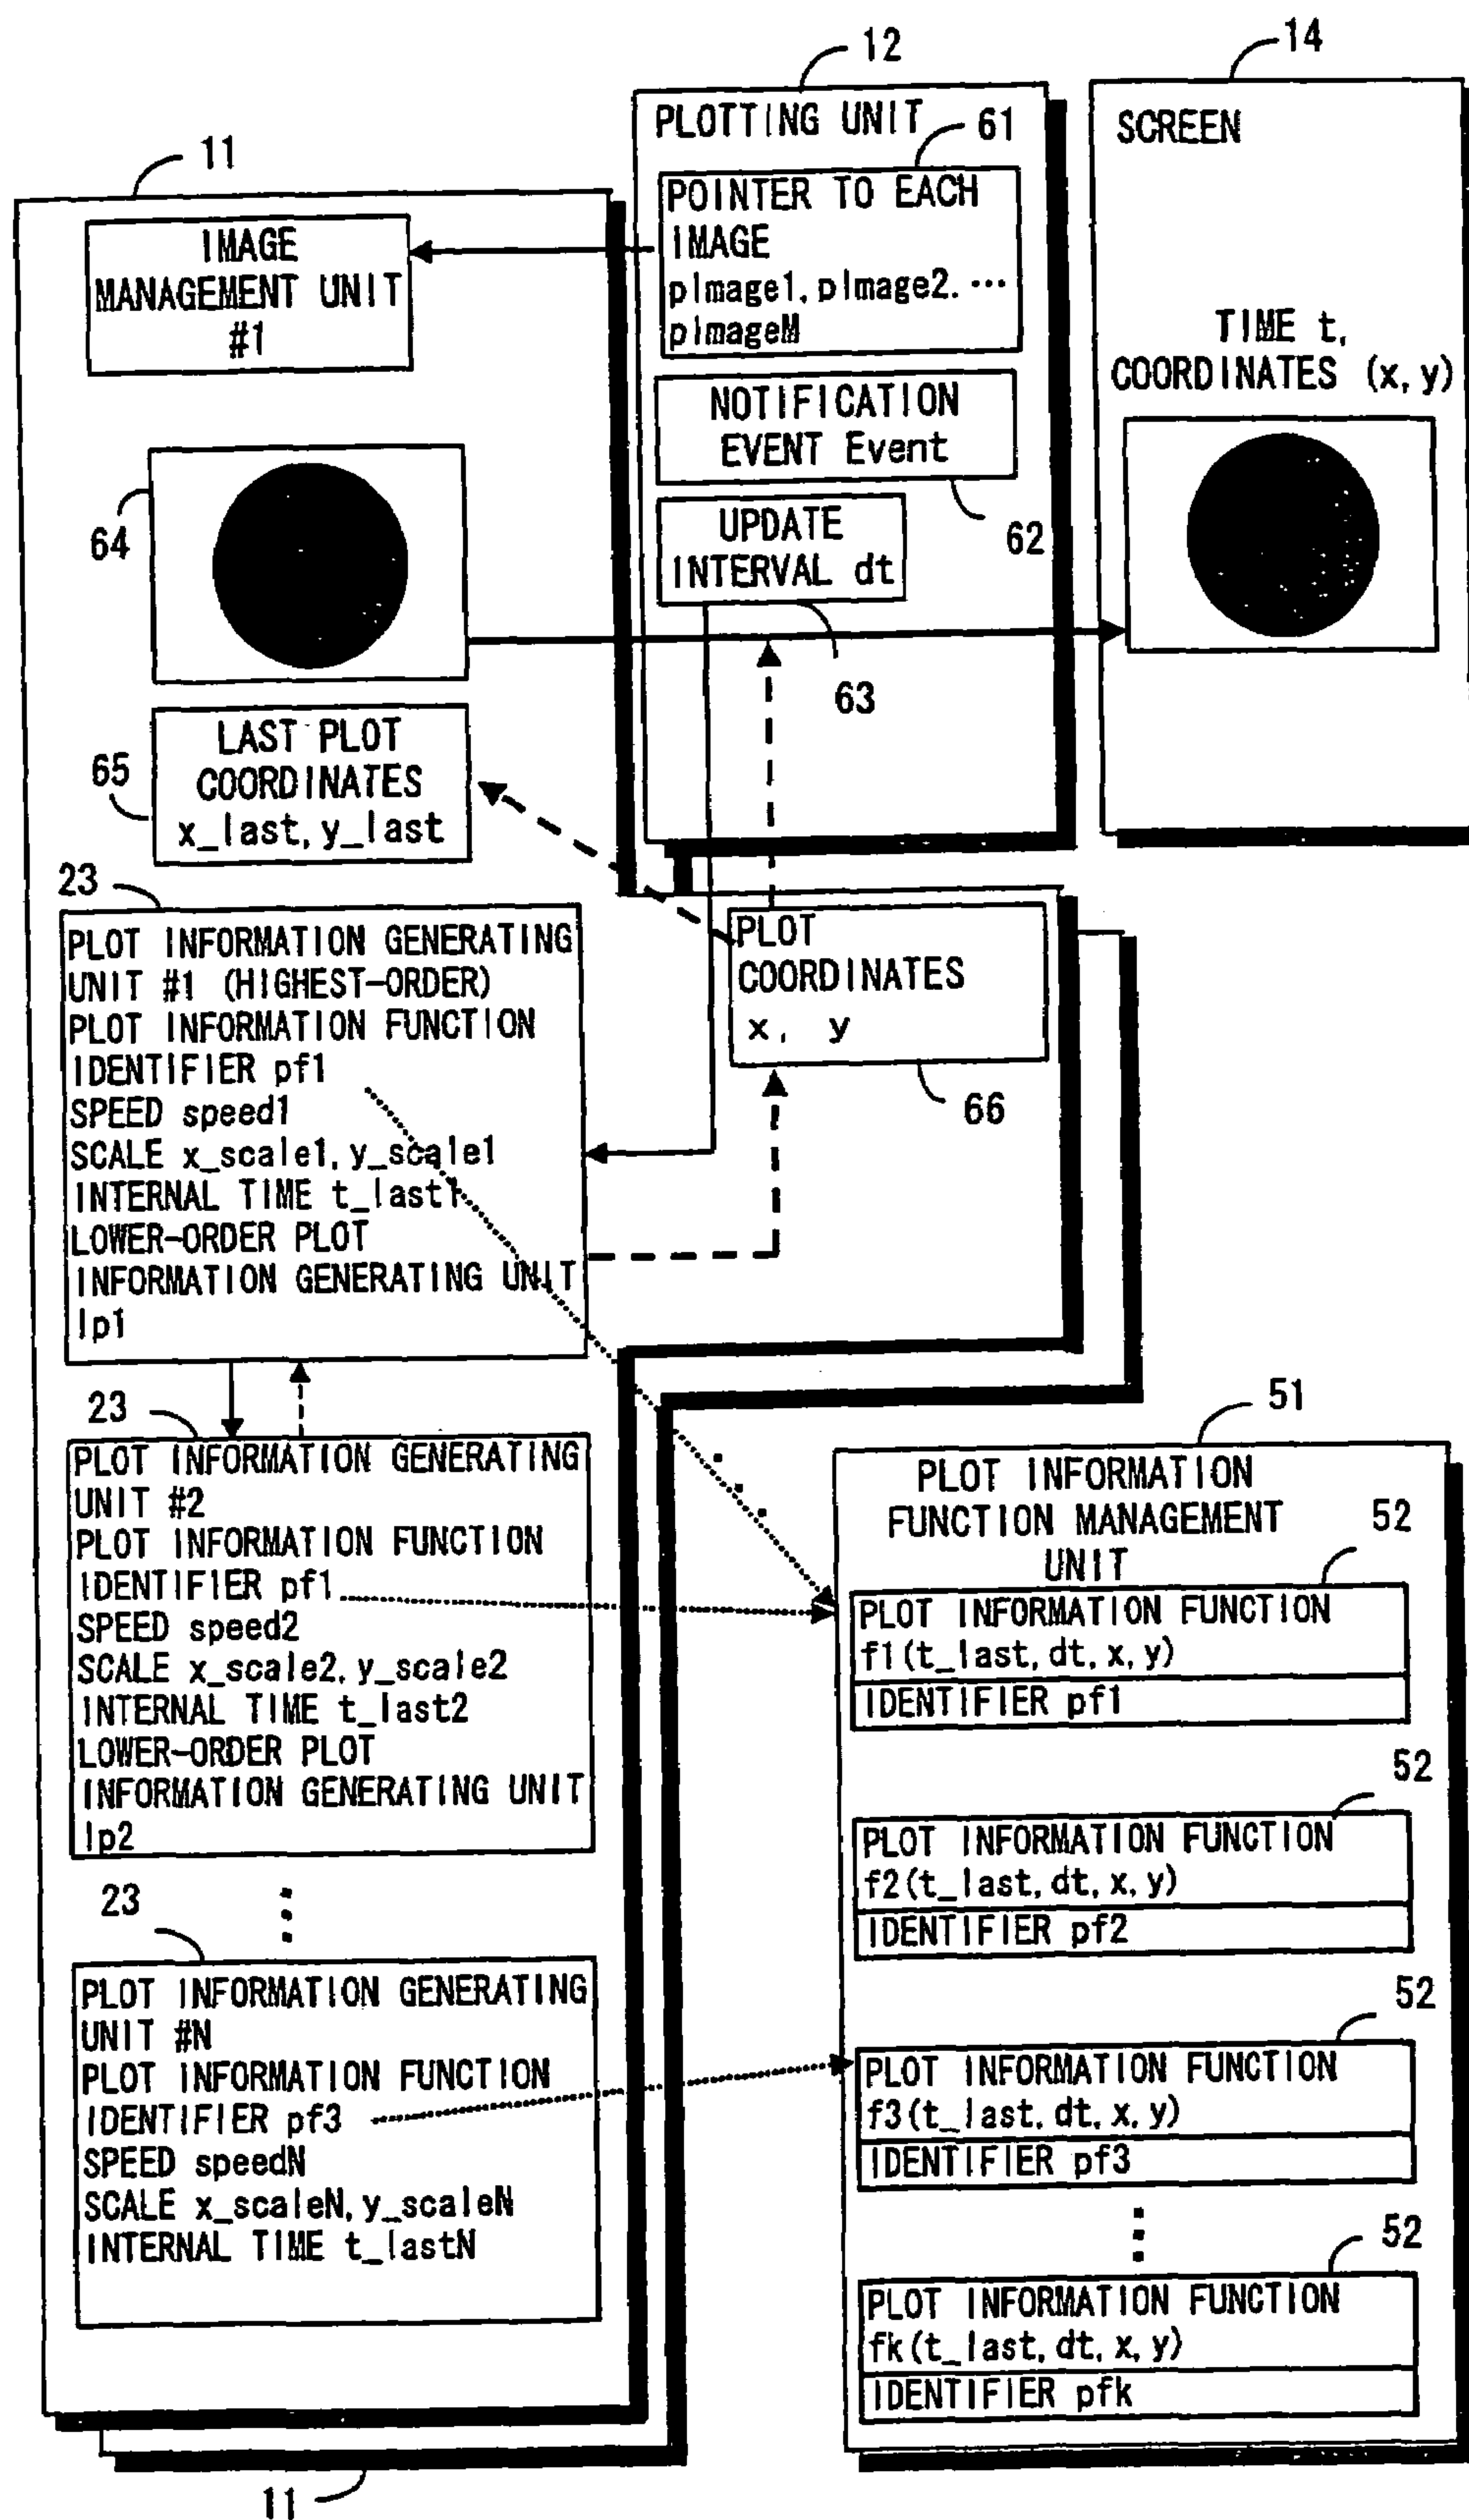 11
IMAGE
MANAGEMENT UNIT
#1
64
65
LAST PLOT
COORDINATES
x_last, y_last
12
PLOTTING UNIT
61
POINTER TO EACH
IMAGE
pImage1, pImage2. ...
pImageM
NOTIFICATION
EVENT Event
62
UPDATE
INTERVAL dt
63
14
SCREEN
TIME t,
COORDINATES (x, y)
PLOT
COORDINATES
x, y
66
23
PLOT INFORMATION GENERATING
UNIT #1 (HIGHEST-ORDER)
PLOT INFORMATION FUNCTION
IDENTIFIER pf1
SPEED speed1
SCALE x_scale1, y_scale1
INTERNAL TIME t_last1
LOWER-ORDER PLOT
INFORMATION GENERATING UNIT
lp1
23
PLOT INFORMATION GENERATING
UNIT #2
PLOT INFORMATION FUNCTION
IDENTIFIER pf1
SPEED speed2
SCALE x_scale2, y_scale2
INTERNAL TIME t_last2
LOWER-ORDER PLOT
INFORMATION GENERATING UNIT
lp2
23
PLOT INFORMATION GENERATING
UNIT #N
PLOT INFORMATION FUNCTION
IDENTIFIER pf3
SPEED speedN
SCALE x_scaleN, y_scaleN
INTERNAL TIME t_lastN
11
51
PLOT INFORMATION
FUNCTION MANAGEMENT
UNIT
52
PLOT INFORMATION FUNCTION
f1(t_last, dt, x, y)
IDENTIFIER pf1
52
PLOT INFORMATION FUNCTION
f2(t_last, dt, x, y)
IDENTIFIER pf2
52
PLOT INFORMATION FUNCTION
f3(t_last, dt, x, y)
IDENTIFIER pf3
52
PLOT INFORMATION FUNCTION
fk(t_last, dt, x, y)
IDENTIFIER pfk